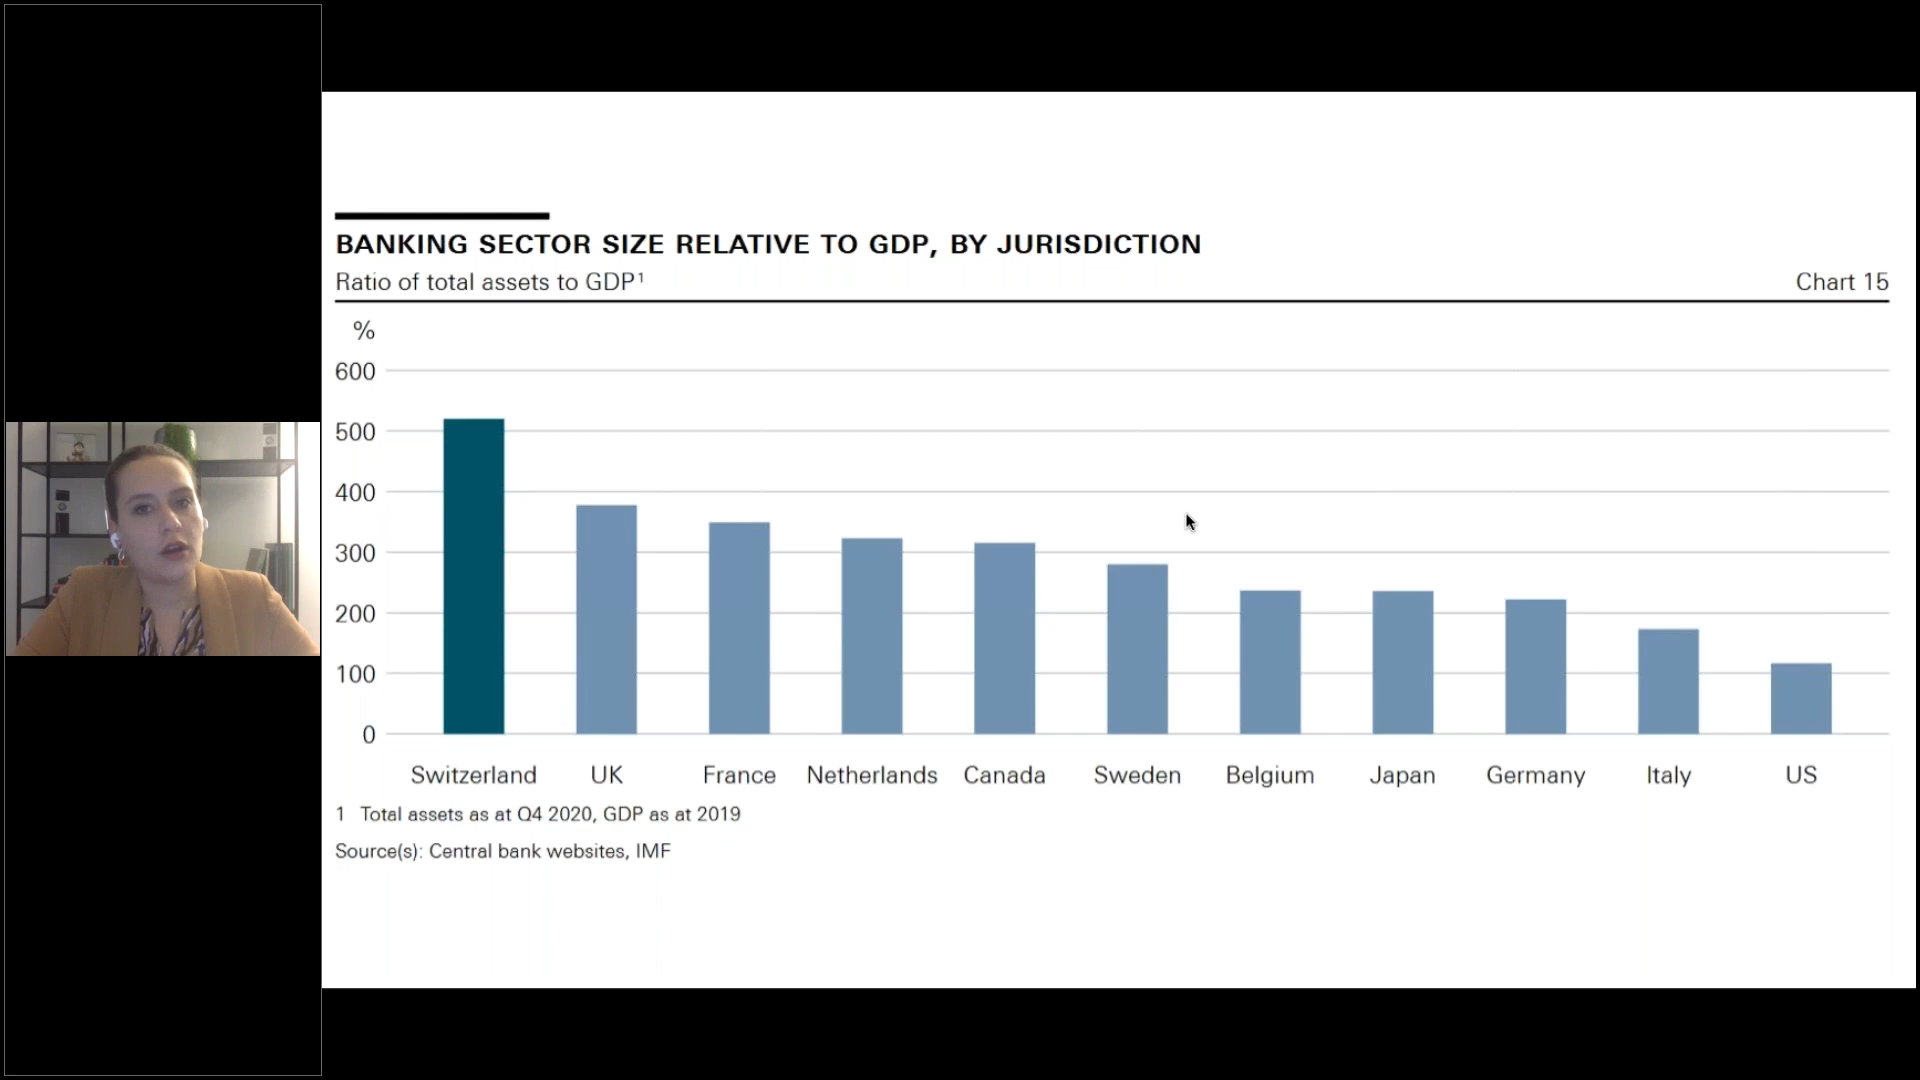 BANKING SECTOR SIZE RELATIVE TO GDP, BY JURISDICTION
Ratio of total assets to GDP¹ Chart 15
%
600
500
400
300
200
100
0
Switzerland UK France Netherlands Canada Sweden Belgium Japan Germany Italy US
1 Total assets as at Q4 2020, GDP as at 2019
Source(s): Central bank websites, IMF